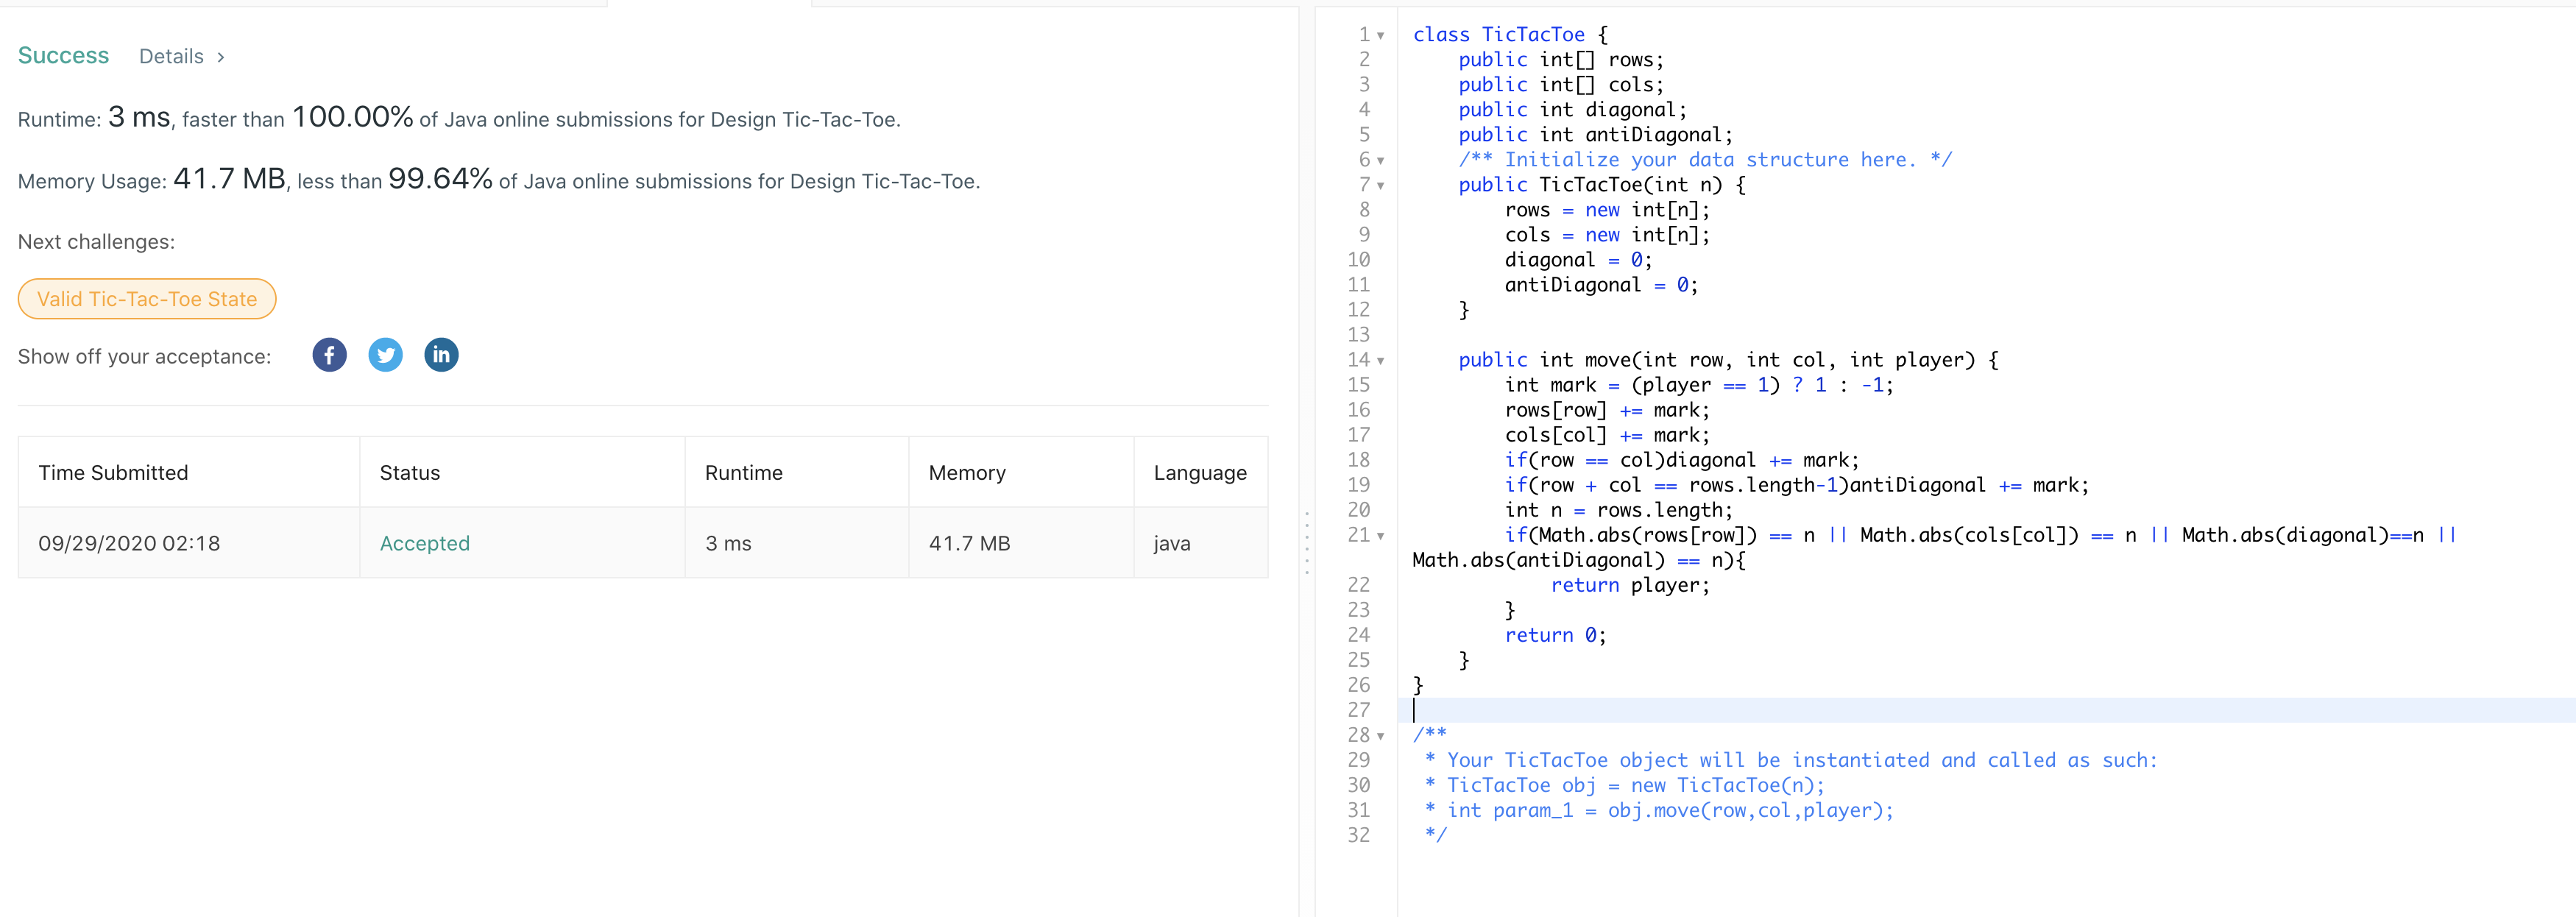 Success Details >
Runtime: 3 ms, faster than 100.00% of Java online submissions for Design Tic-Tac-Toe.
Memory Usage: 41.7 MB, less than 99.64% of Java online submissions for Design Tic-Tac-Toe.
Next challenges:
Valid Tic-Tac-Toe State
Show off your acceptance: f in
Time Submitted Status Runtime Memory Language
09/29/2020 02:18 Accepted 3 ms 41.7 MB java
1 class TicTacToe {
2     public int[] rows;
3     public int[] cols;
4     public int diagonal;
5     public int antiDiagonal;
6     /** Initialize your data structure here. */
7     public TicTacToe(int n) {
8         rows = new int[n];
9         cols = new int[n];
10         diagonal = 0;
11         antiDiagonal = 0;
12     }
13
14     public int move(int row, int col, int player) {
15         int mark = (player == 1) ? 1 : -1;
16         rows[row] += mark;
17         cols[col] += mark;
18         if(row == col)diagonal += mark;
19         if(row + col == rows.length-1)antiDiagonal += mark;
20         int n = rows.length;
21         if(Math.abs(rows[row]) == n || Math.abs(cols[col]) == n || Math.abs(diagonal)==n ||
Math.abs(antiDiagonal) == n){
22             return player;
23         }
24         return 0;
25     }
26 }
27
28 /**
29  * Your TicTacToe object will be instantiated and called as such:
30  * TicTacToe obj = new TicTacToe(n);
31  * int param_1 = obj.move(row,col,player);
32  */